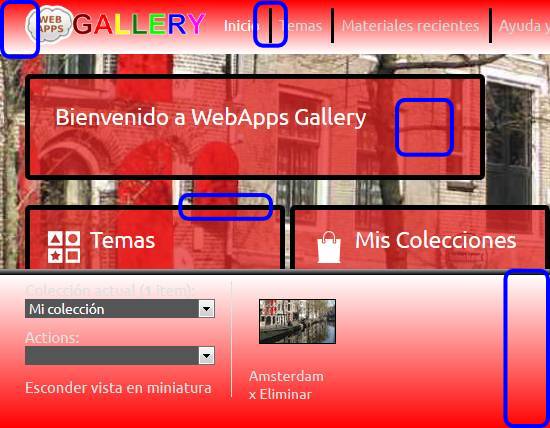 WEB
APPS
GALLERY
Inicio
Temas
Materiales recientes
Ayuda y
Bienvenido a WebApps Gallery
Temas
Mis Colecciones
Colección actual (1 item):
Mi colección
Actions:
Amsterdam
Esconder vista en miniatura
x Eliminar